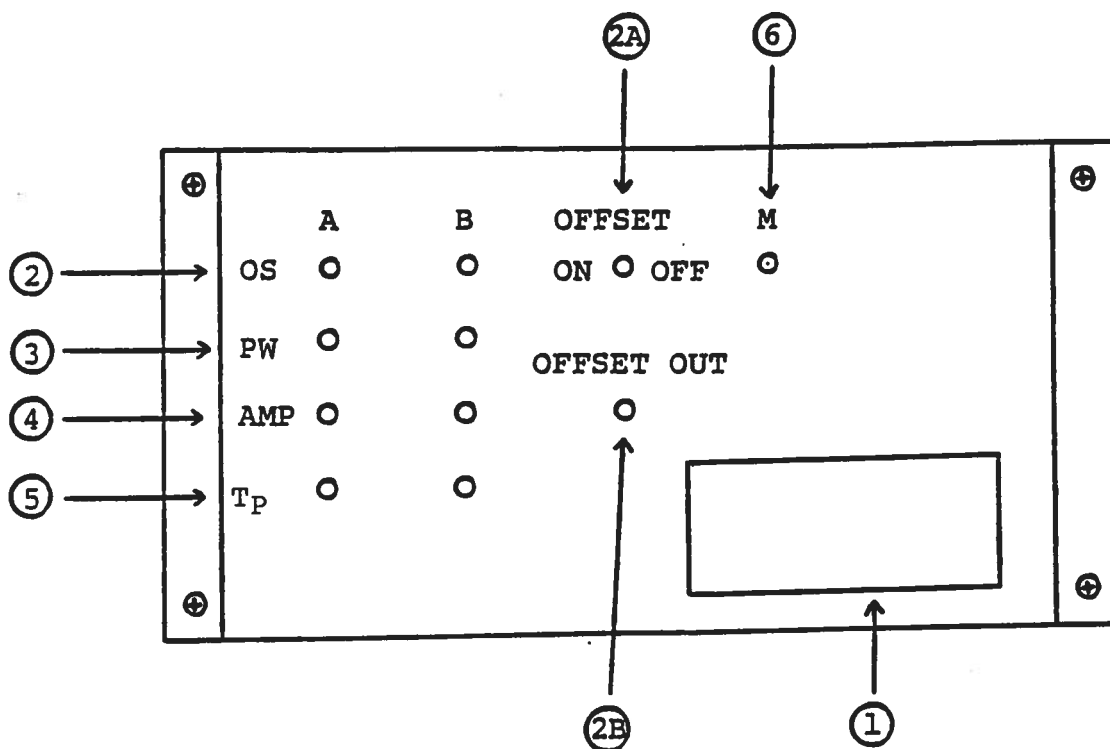 2A 6
A B OFFSET M
2 OS ON OFF
3 PW
OFFSET OUT
4 AMP
5 TP
2B 1